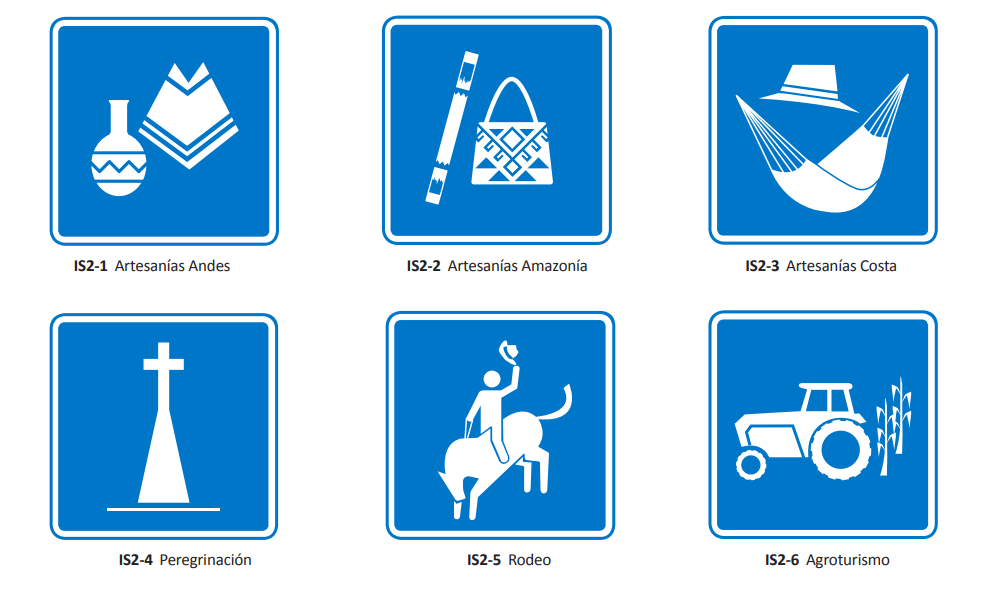 IS2-1 Artesanías Andes
IS2-2 Artesanías Amazonía
IS2-3 Artesanías Costa
IS2-4 Peregrinación
IS2-5 Rodeo
IS2-6 Agroturismo